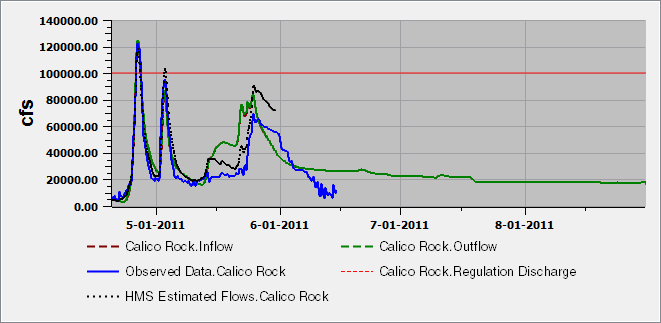 140000.00
120000.00
100000.00
80000.00
60000.00
40000.00
20000.00
0.00
cfs
5-01-2011 6-01-2011 7-01-2011 8-01-2011
Calico Rock.Inflow Calico Rock.Outflow
Observed Data.Calico Rock Calico Rock.Regulation Discharge
HMS Estimated Flows.Calico Rock